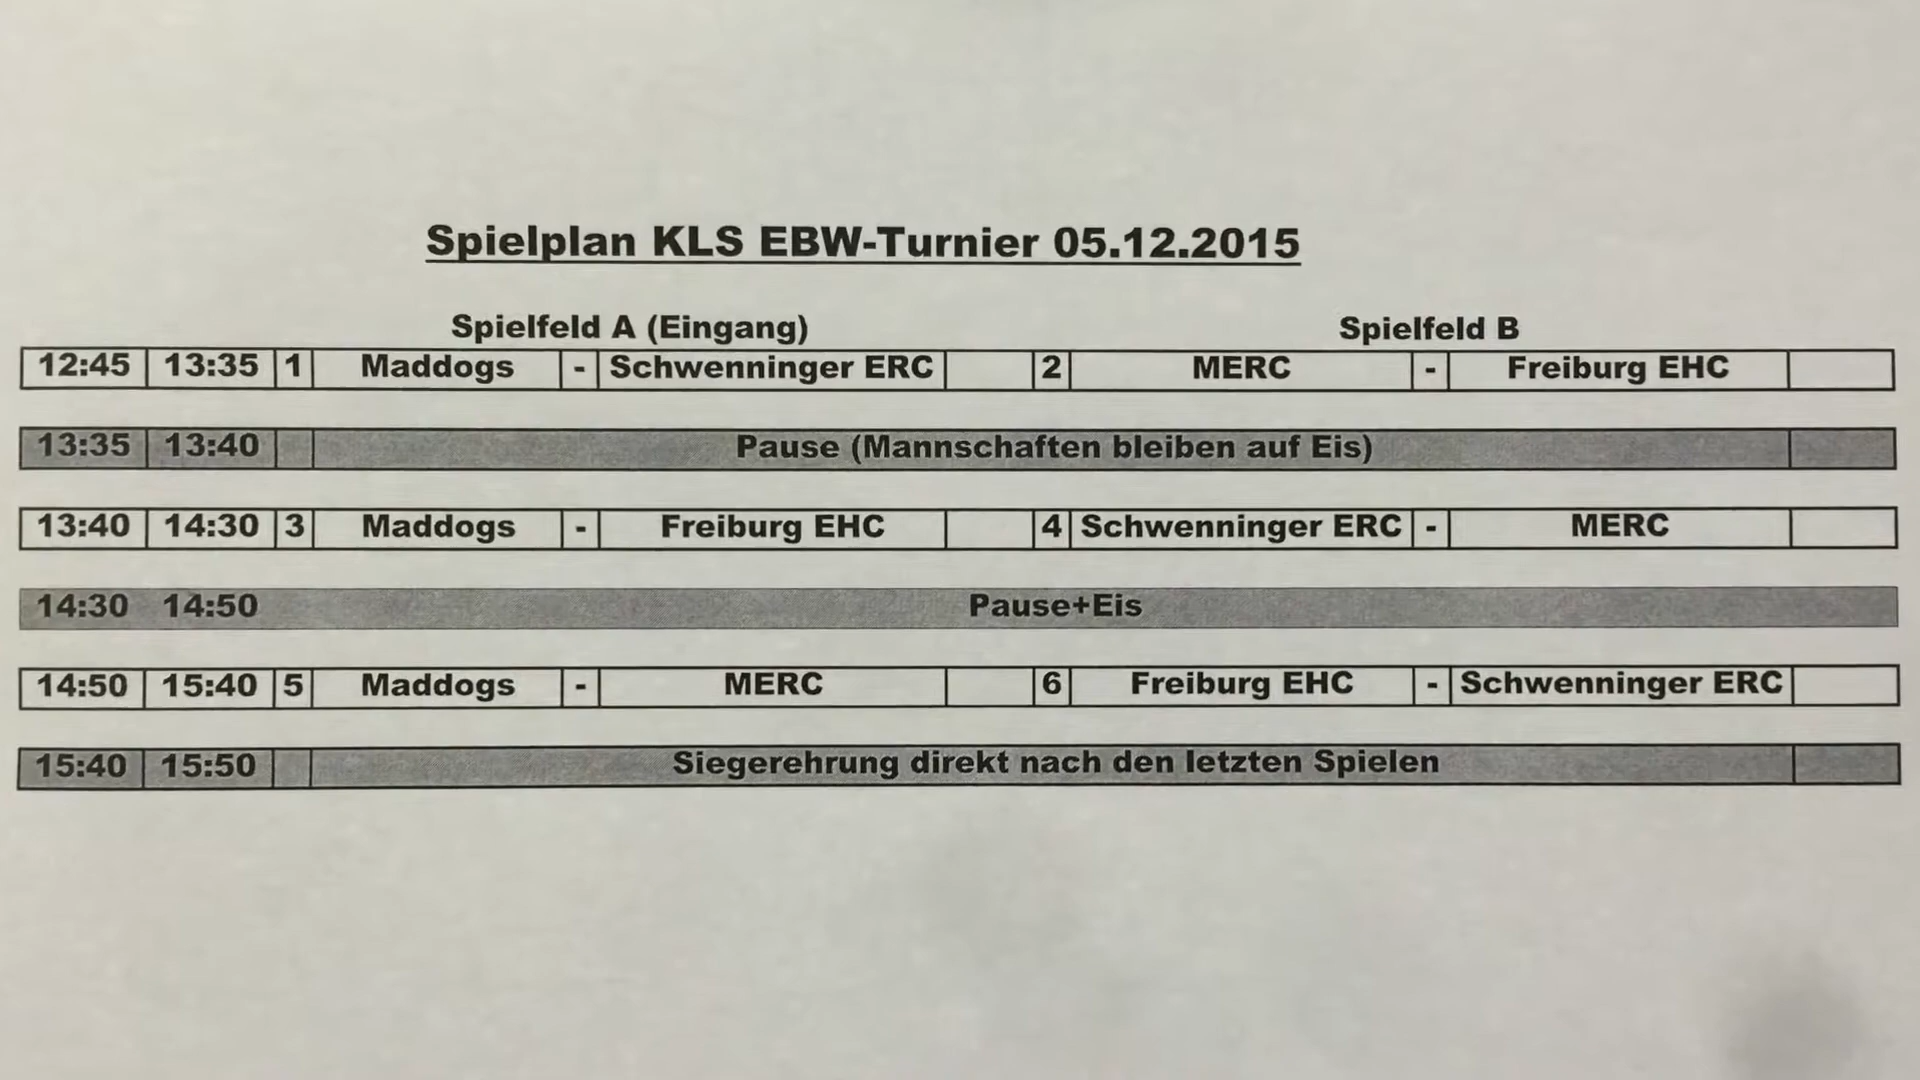 Spielplan KLS EBW-Turnier 05.12.2015
Spielfeld A (Eingang) Spielfeld B
12:45 13:35 1 Maddogs - Schwenninger ERC 2 MERC - Freiburg EHC
13:35 13:40 Pause (Mannschaften bleiben auf Eis)
13:40 14:30 3 Maddogs - Freiburg EHC 4 Schwenninger ERC - MERC
14:30 14:50 Pause+Eis
14:50 15:40 5 Maddogs - MERC 6 Freiburg EHC - Schwenninger ERC
15:40 15:50 Siegerehrung direkt nach den letzten Spielen